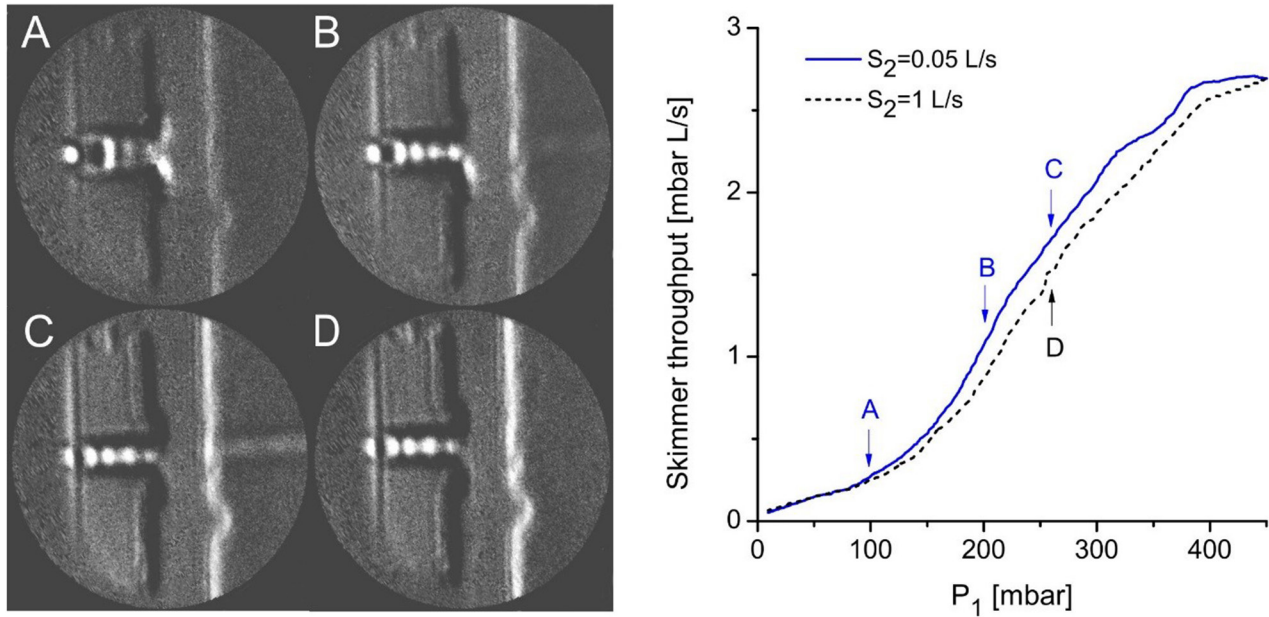 A
B
C
D
Skimmer throughput [mbar L/s]
3
2
1
0
S2=0.05 L/s
S2=1 L/s
A
B
C
D
0
100
200
300
400
P1 [mbar]